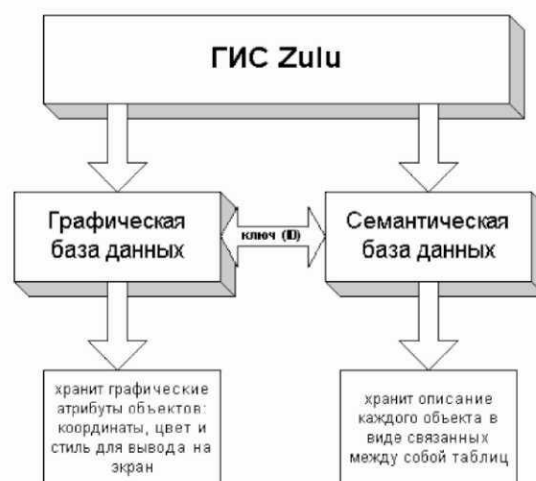 ГИС Zulu
Графическая
база данных
ключ (ID)
Семантическая
база данных
хранит графические
атрибуты объектов:
координаты, цвет и
стиль для вывода на
экран
хранит описание
каждого объекта в
виде связанных
между собой таблиц